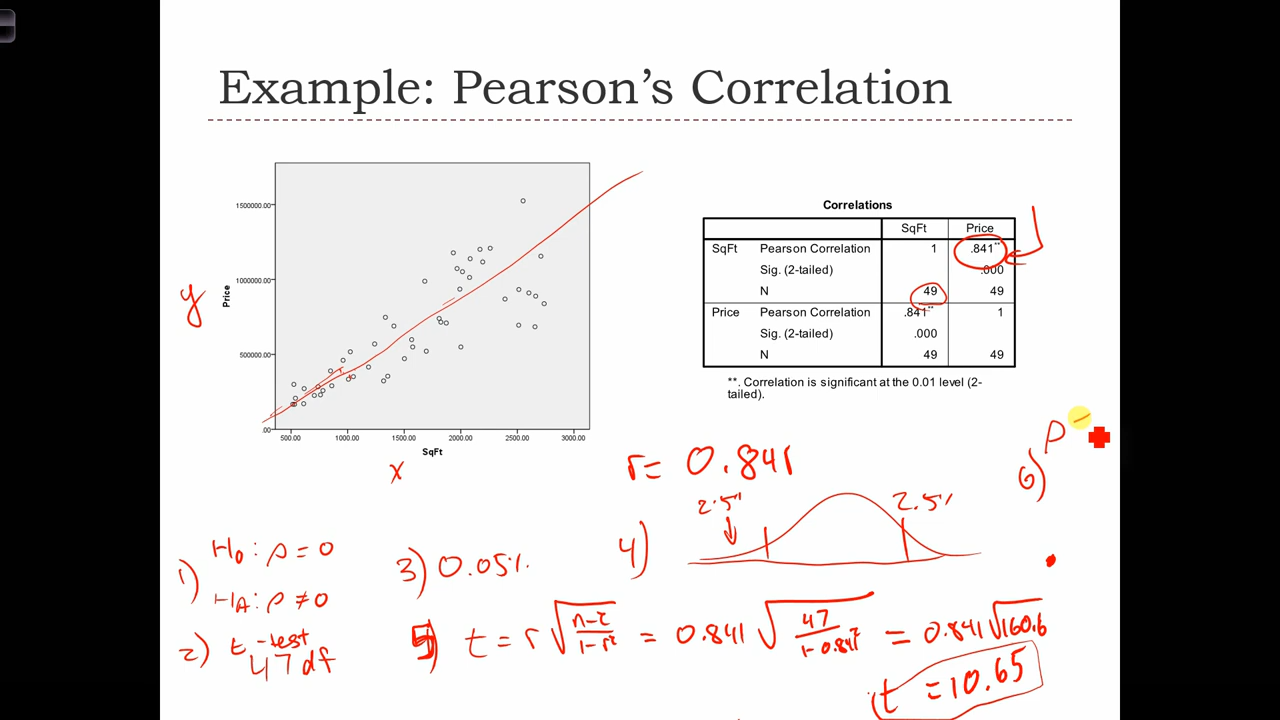 Example: Pearson's Correlation
1500000.00
1000000.00
500000.00
.00
Price
y
500.00 1000.00 1500.00 2000.00 2500.00 3000.00
SqFt
x
Correlations
SqFt Price
SqFt Pearson Correlation 1 .841**
Sig. (2-tailed) .000
N 49 49
Price Pearson Correlation .841** 1
Sig. (2-tailed) .000
N 49 49
**. Correlation is significant at the 0.01 level (2-
tailed).
r = 0.841
1) H0: ρ = 0
HA: ρ ≠ 0
2) t-test
47 df
3) 0.05%
4) 2.5% 2.5%
5) t = r √(n-2/1-r²) = 0.841 √(47/1-0.841²) = 0.841 √160.6
t = 10.65
6) ρ =